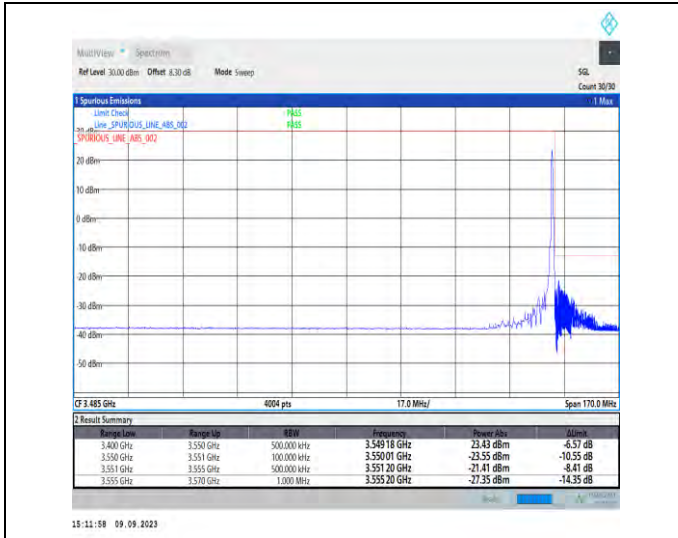 MultiView Spectrum
Ref Level 30.00 dBm Offset 8.30 dB Mode Sweep SGL
Count 30/30
1 Spurious Emissions 1 Max
Limit Check PASS
Line _SPURIOUS_LINE_ABS_002 PASS
30 dBm
_SPURIOUS_LINE_ABS_002
20 dBm
10 dBm
0 dBm
-10 dBm
-20 dBm
-30 dBm
-40 dBm
-50 dBm
CF 3.485 GHz 4004 pts 17.0 MHz/ Span 170.0 MHz
2 Result Summary
Range Low Range Up RBW Frequency Power Abs ΔLimit
3.400 GHz 3.550 GHz 500.000 kHz 3.549 18 GHz 23.43 dBm -6.57 dB
3.550 GHz 3.551 GHz 100.000 kHz 3.550 01 GHz -23.55 dBm -10.55 dB
3.551 GHz 3.555 GHz 500.000 kHz 3.551 20 GHz -21.41 dBm -8.41 dB
3.555 GHz 3.570 GHz 1.000 MHz 3.555 20 GHz -27.35 dBm -14.35 dB
Ready
15:11:58 09.09.2023